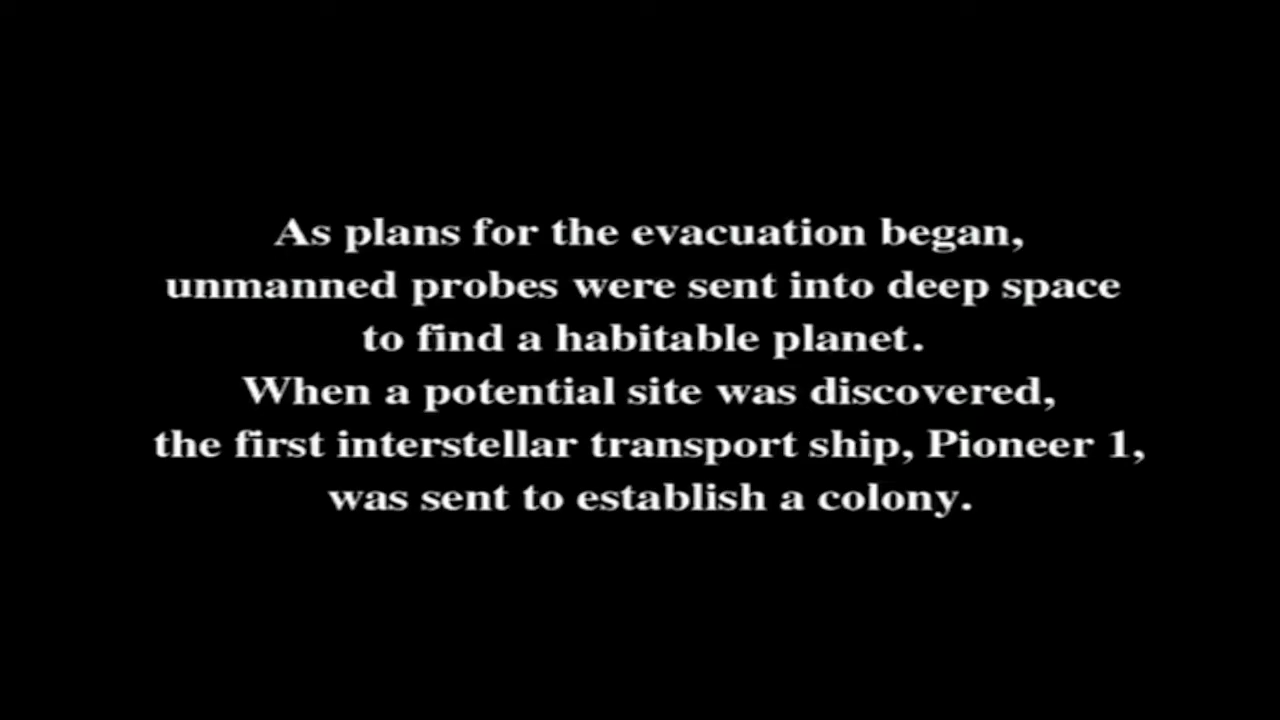 As plans for the evacuation began,
unmanned probes were sent into deep space
to find a habitable planet.
When a potential site was discovered,
the first interstellar transport ship, Pioneer 1,
was sent to establish a colony.